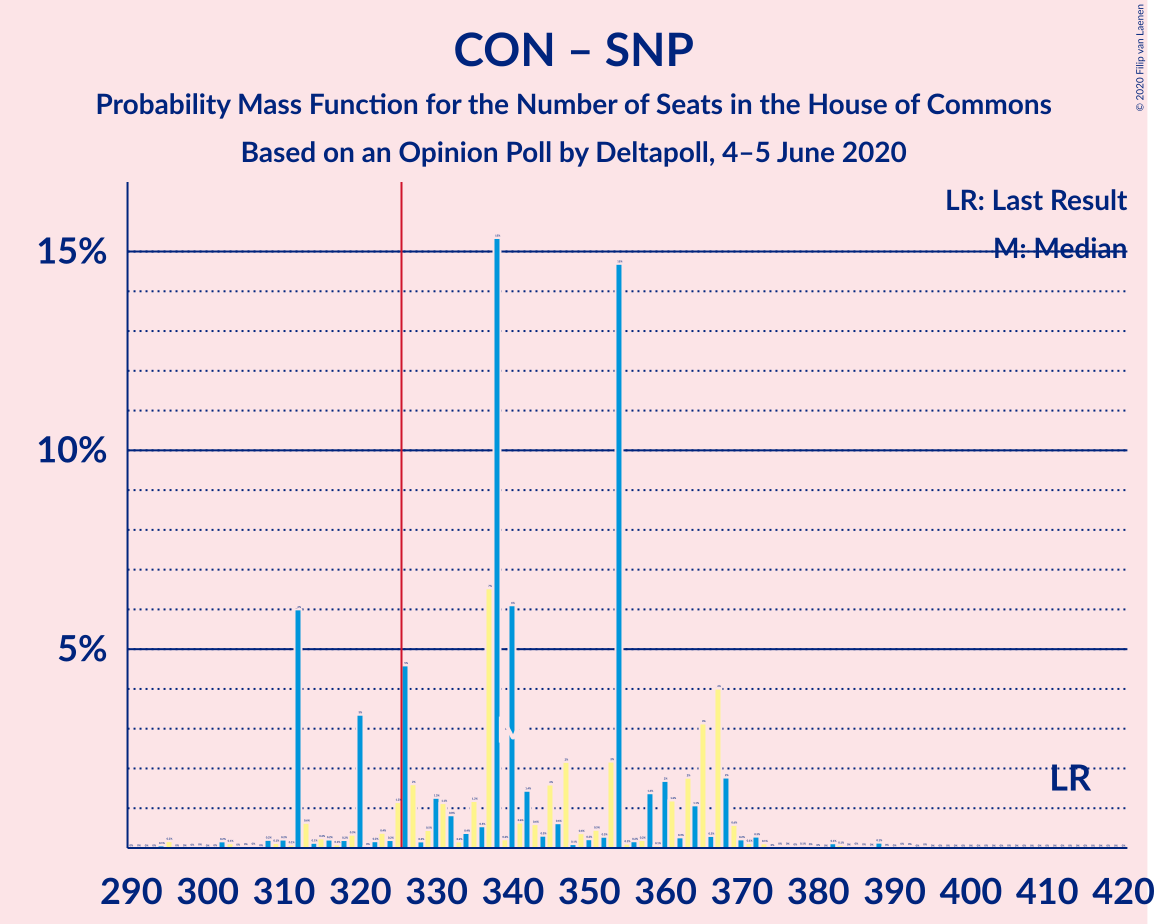 CON – SNP
Probability Mass Function for the Number of Seats in the House of Commons
Based on an Opinion Poll by Deltapoll, 4–5 June 2020
© 2020 Filip van Laenen
LR: Last Result
M: Median
15%
10%
5%
LR
290 300 310 320 330 340 350 360 370 380 390 400 410 420